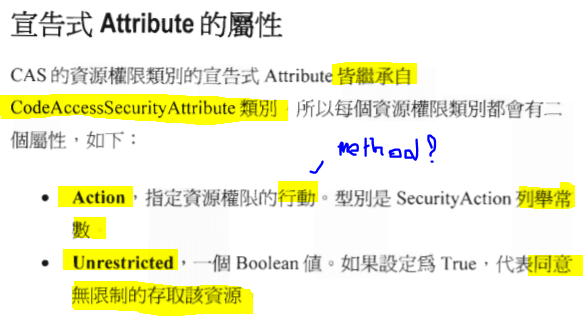 宣告式 Attribute 的屬性
CAS 的資源權限類別的宣告式 Attribute 皆繼承自
CodeAccessSecurityAttribute 類別，所以每個資源權限類別都會有二
個屬性，如下：
method?
• Action，指定資源權限的行動。型別是 SecurityAction 列舉常
數。
• Unrestricted，一個 Boolean 值。如果設定為 True，代表同意
無限制的存取該資源